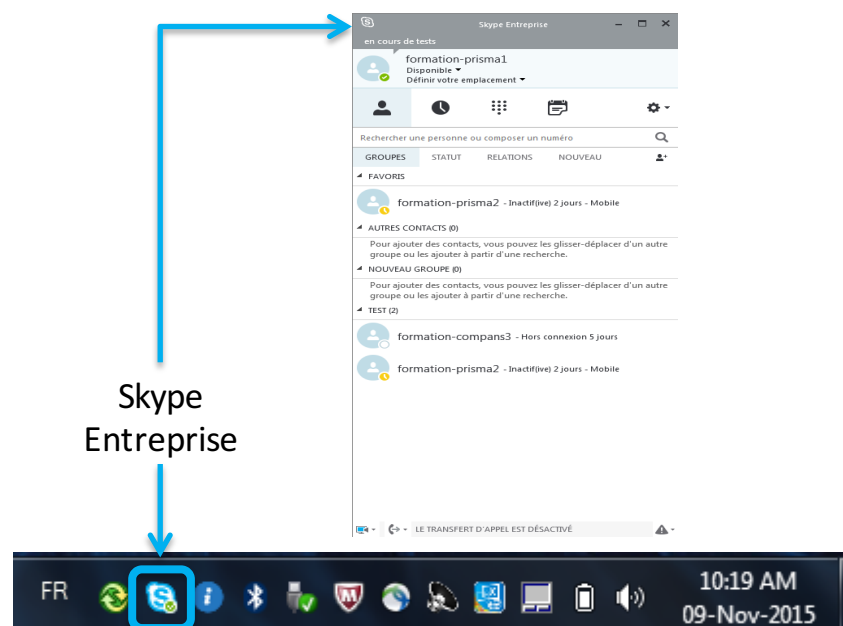 Skype Entreprise
en cours de tests
formation-prisma1
Disponible
Définir votre emplacement
Rechercher une personne ou composer un numéro
GROUPES STATUT RELATIONS NOUVEAU
FAVORIS
formation-prisma2 - Inactif(ive) 2 jours - Mobile
AUTRES CONTACTS (0)
Pour ajouter des contacts, vous pouvez les glisser-déplacer d'un autre
groupe ou les ajouter à partir d'une recherche.
NOUVEAU GROUPE (0)
Pour ajouter des contacts, vous pouvez les glisser-déplacer d'un autre
groupe ou les ajouter à partir d'une recherche.
TEST (2)
formation-compans3 - Hors connexion 5 jours
formation-prisma2 - Inactif(ive) 2 jours - Mobile
LE TRANSFERT D'APPEL EST DÉSACTIVÉ
Skype
Entreprise
FR
10:19 AM
09-Nov-2015